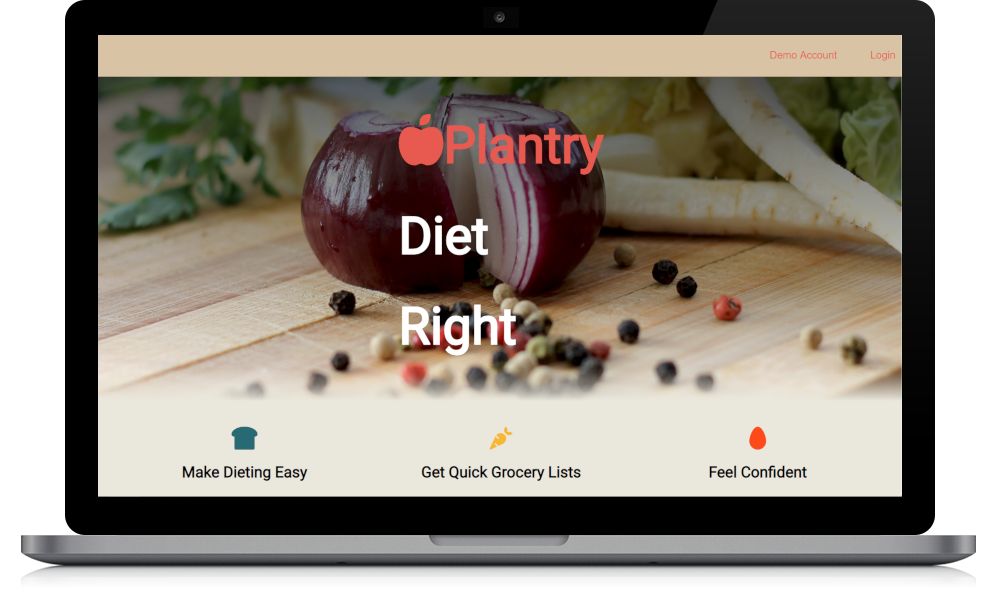 Demo Account Login
Plantry
Diet
Right
Make Dieting Easy Get Quick Grocery Lists Feel Confident